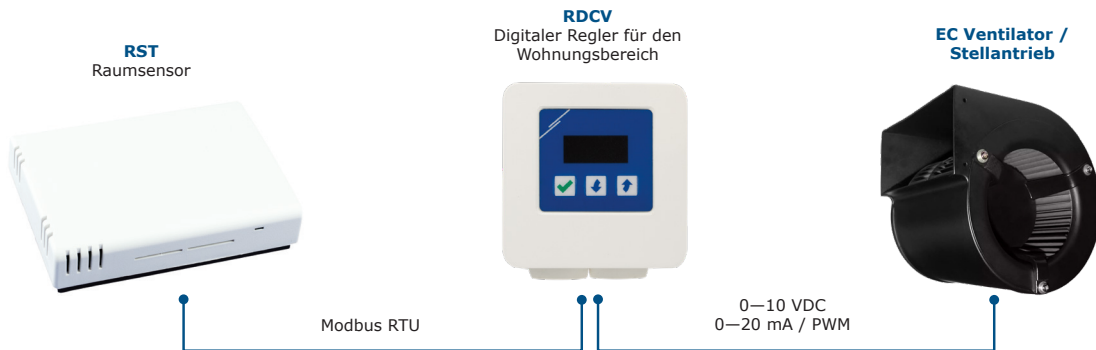 RST
Raumsensor
RDCV
Digitaler Regler für den
Wohnungsbereich
EC Ventilator /
Stellantrieb
Modbus RTU
0—10 VDC
0—20 mA / PWM